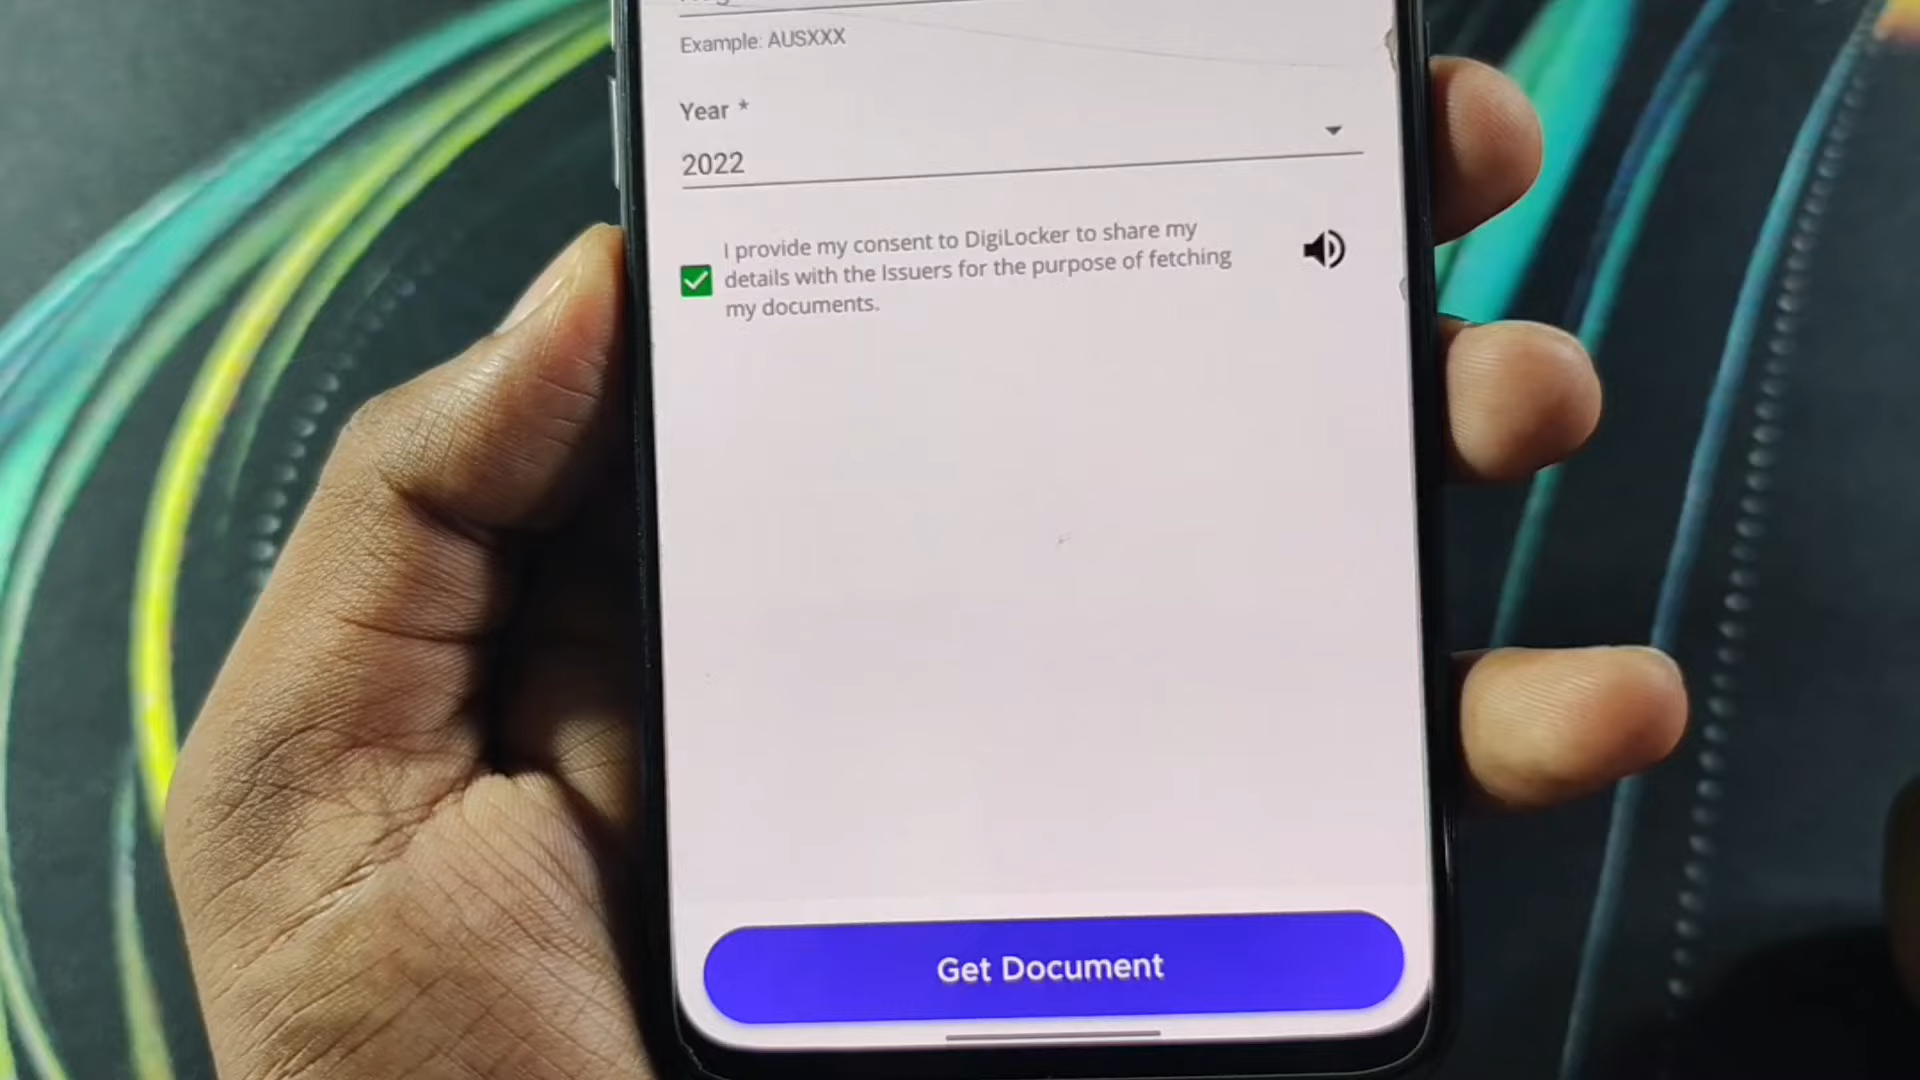 Example: AUSXXX
Year *
2022
I provide my consent to DigiLocker to share my
details with the Issuers for the purpose of fetching
my documents.
Get Document